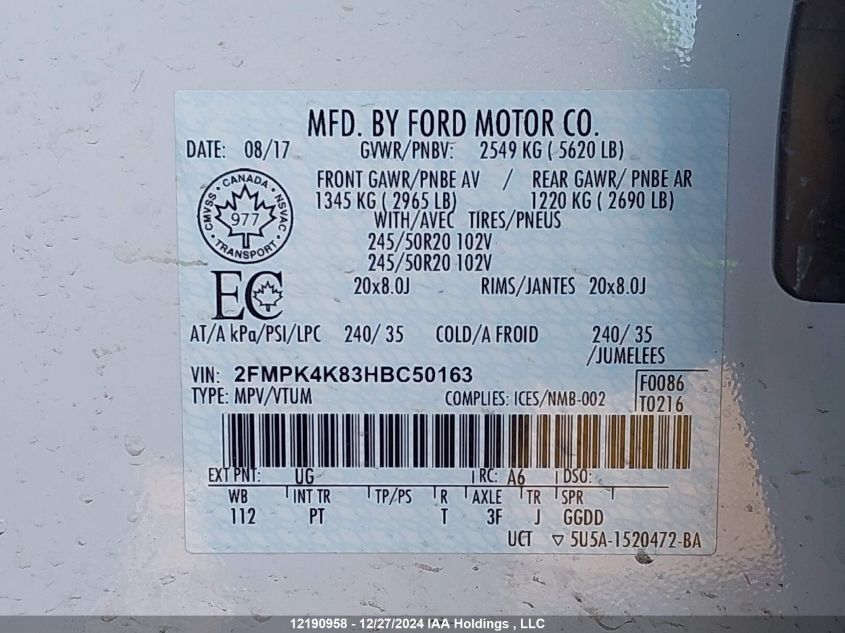 MFD. BY FORD MOTOR CO.
DATE: 08/17 GVWR/PNBV: 2549 KG ( 5620 LB)
FRONT GAWR/PNBE AV / REAR GAWR/ PNBE AR
1345 KG ( 2965 LB) 1220 KG ( 2690 LB)
WITH/AVEC TIRES/PNEUS
245/50R20 102V
245/50R20 102V
20x8.0J RIMS/JANTES 20x8.0J
CMVSS • CANADA • NSVAC • TRANSPORT •
977
EC
AT/A kPa/PSI/LPC 240/ 35 COLD/A FROID 240/ 35
/JUMELEES
VIN: 2FMPK4K83HBC50163
F0086
TYPE: MPV/VTUM COMPLIES: ICES/NMB-002 T0216
EXT PNT: UG RC: A6 DSO:
WB INT TR TP/PS R AXLE TR SPR
112 PT T 3F J GGDD
UCT ▽ 5U5A-1520472-BA
12190958 - 12/27/2024 IAA Holdings , LLC